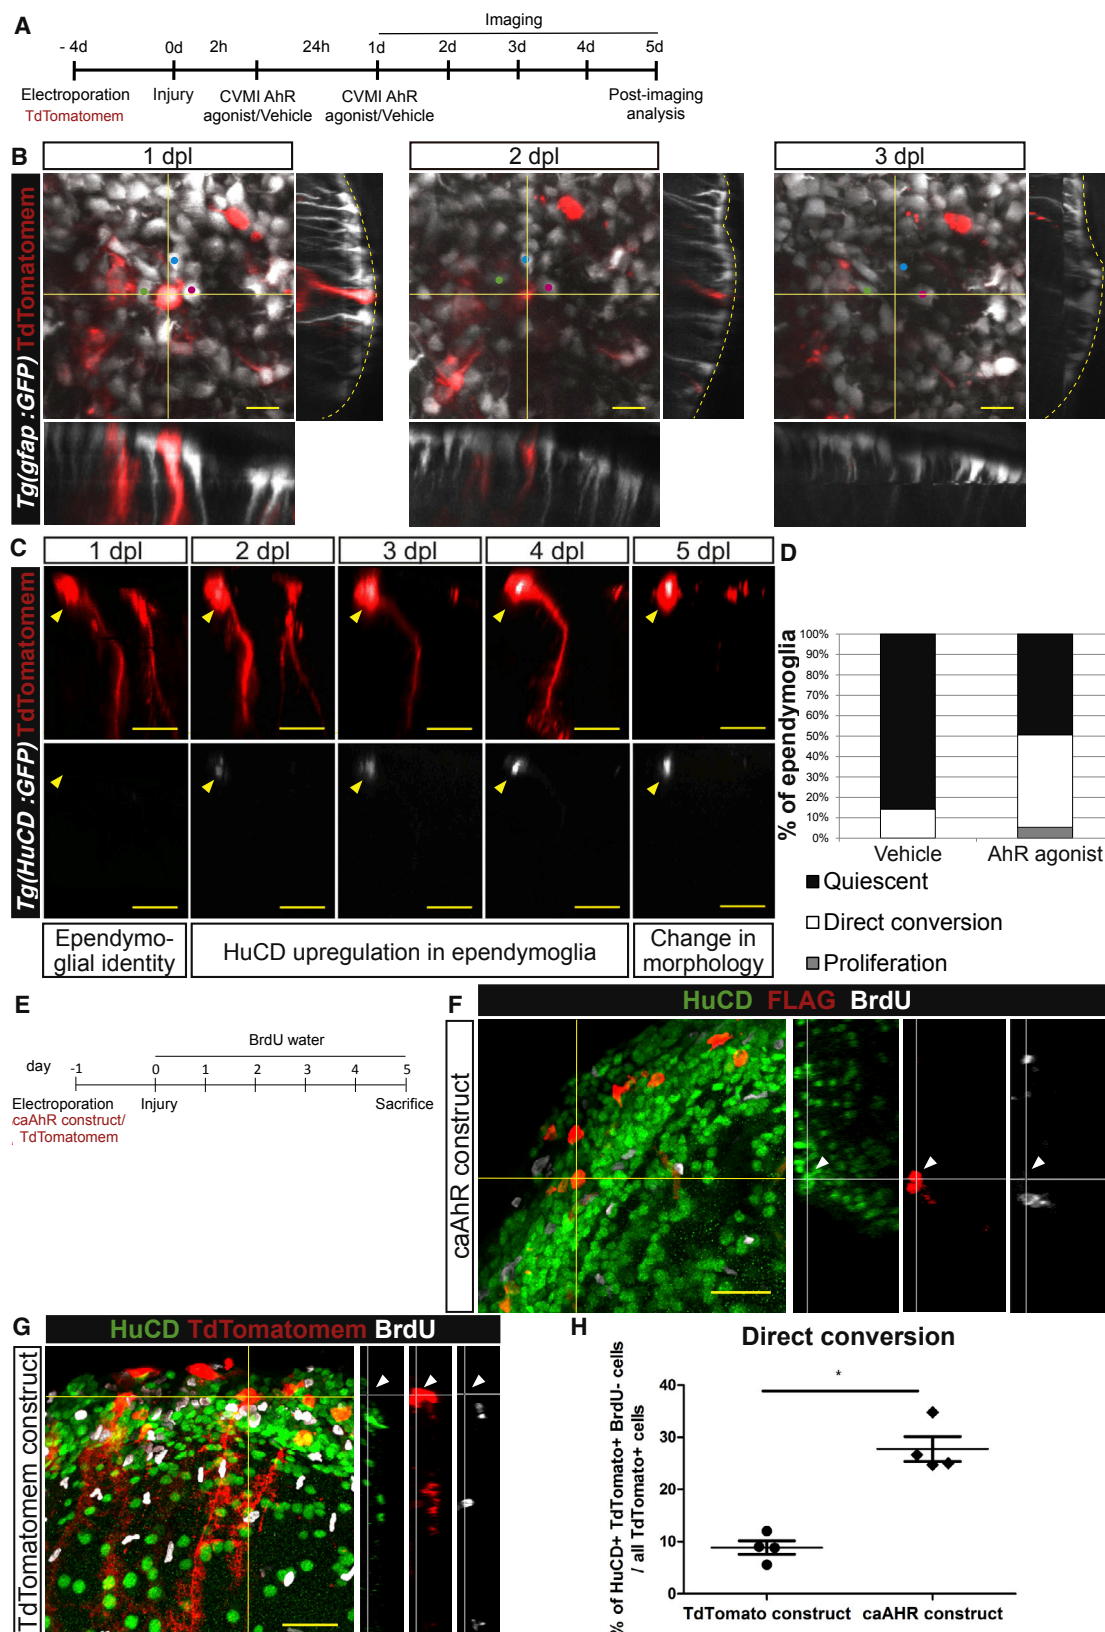 A
Imaging
- 4d 0d 2h 24h 1d 2d 3d 4d 5d
Electroporation Injury CVMI AhR CVMI AhR Post-imaging
TdTomatomem agonist/Vehicle agonist/Vehicle analysis
B
1 dpl 2 dpl 3 dpl
Tg(gfap :GFP) TdTomatomem
C
1 dpl 2 dpl 3 dpl 4 dpl 5 dpl
Tg(HuCD :GFP) TdTomatomem
Ependymo-
glial identity
HuCD upregulation in ependymoglia
Change in
morphology
D
% of ependymoglia
100%
90%
80%
70%
60%
50%
40%
30%
20%
10%
0%
Vehicle AhR agonist
Quiescent
Direct conversion
Proliferation
E
BrdU water
day -1 0 1 2 3 4 5
Electroporation Injury Sacrifice
caAhR construct/
TdTomatomem
F
HuCD FLAG BrdU
caAhR construct
G
HuCD TdTomatomem BrdU
TdTomatomem construct
H
Direct conversion
% of HuCD+ TdTomato+ BrdU- cells
/ all TdTomato+ cells
*
40
30
20
10
0
TdTomato construct caAHR construct